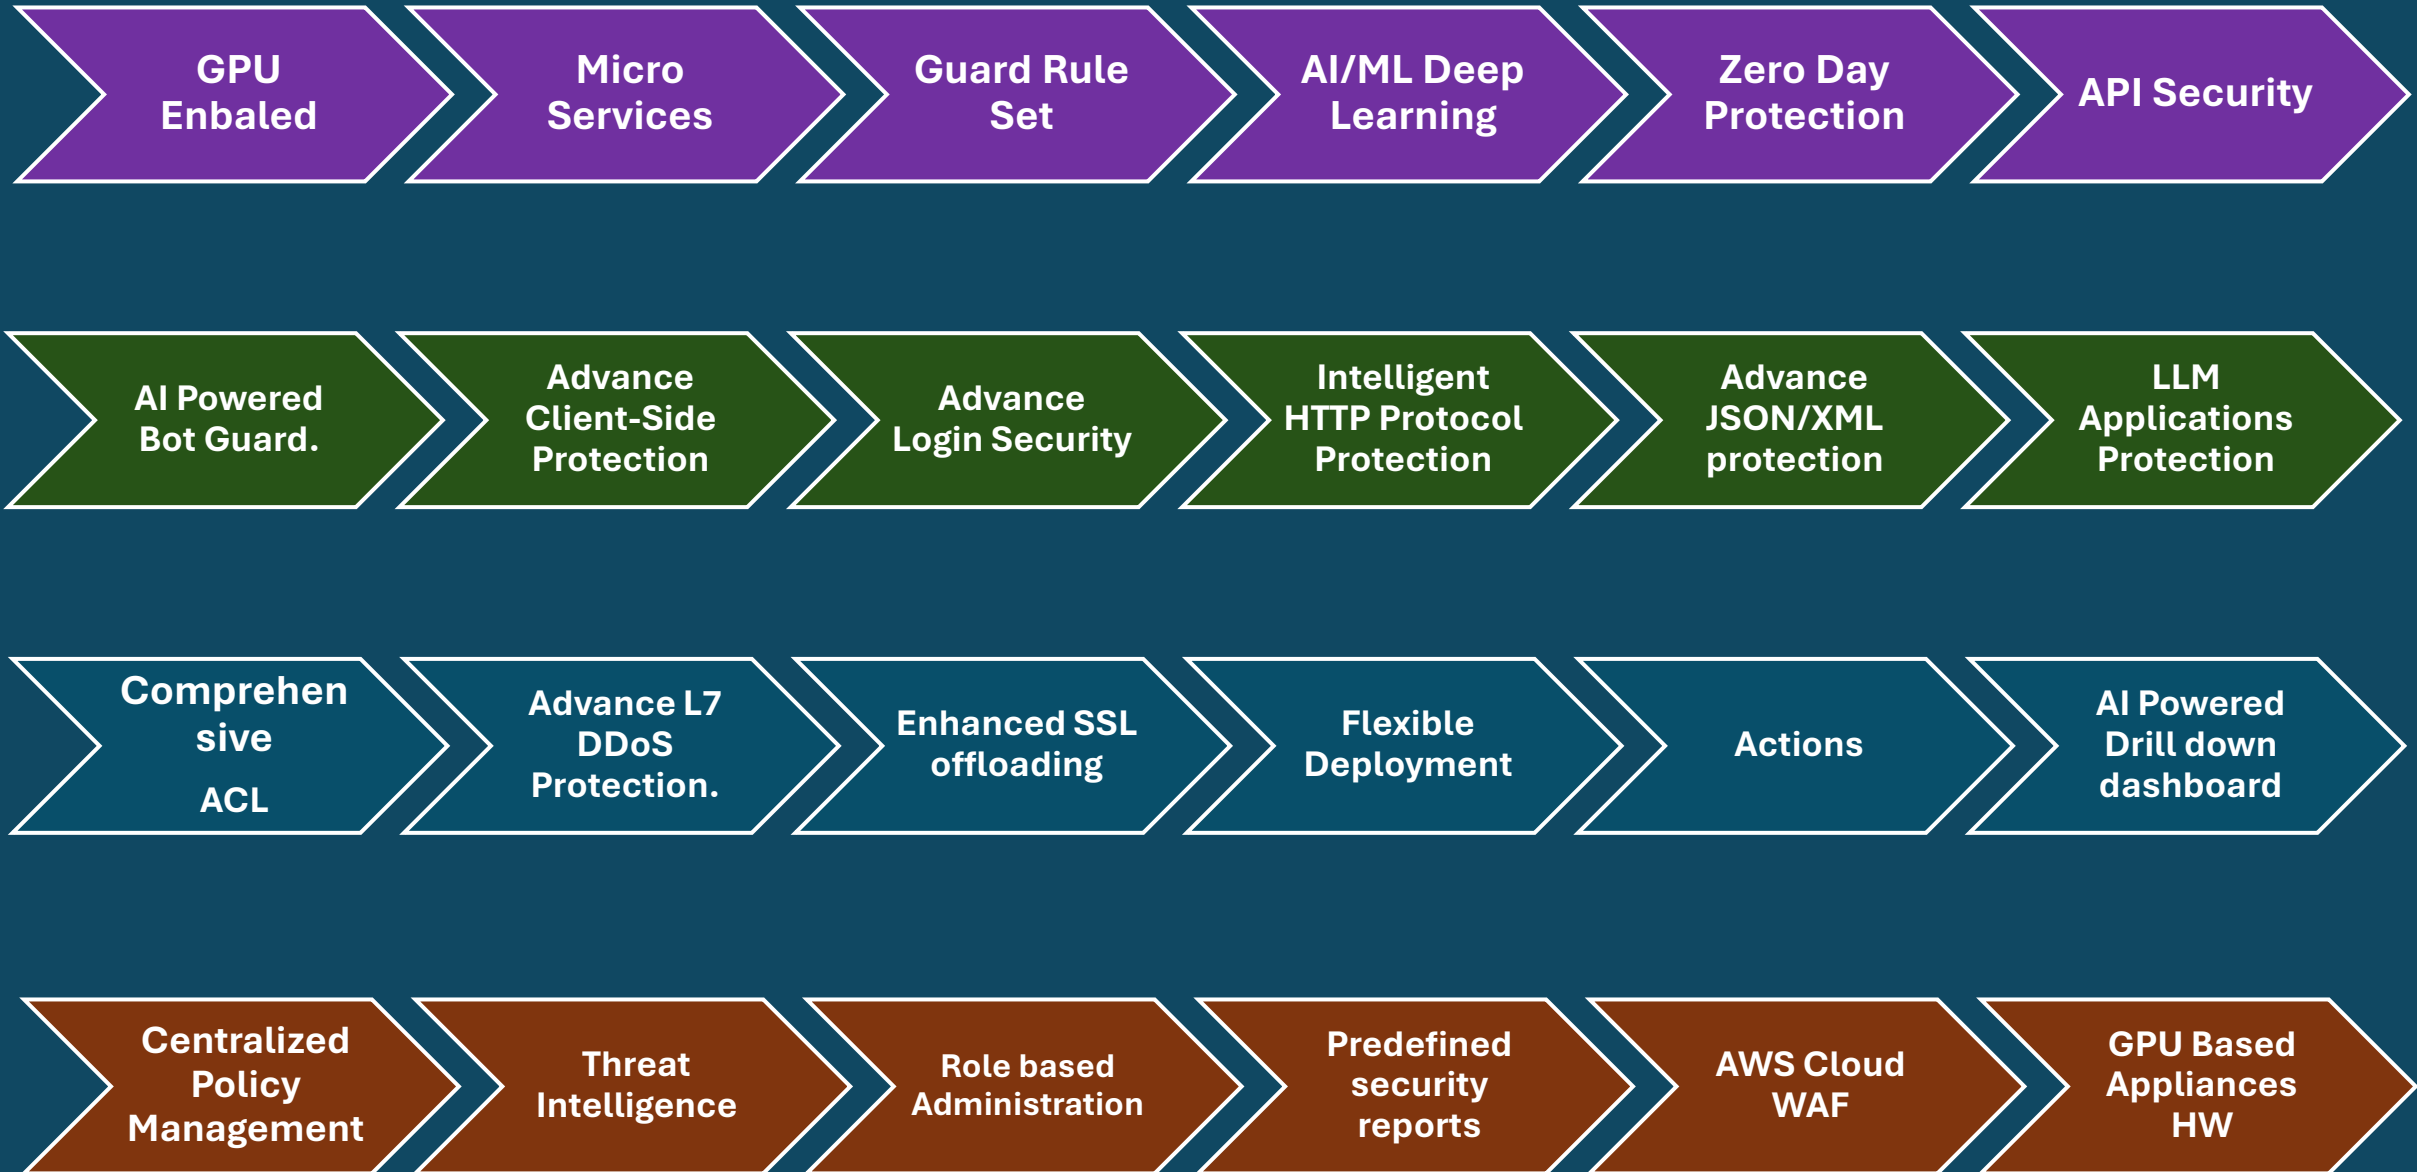 GPU
Enbaled
Micro
Services
Guard Rule
Set
AI/ML Deep
Learning
Zero Day
Protection
API Security
AI Powered
Bot Guard.
Advance
Client-Side
Protection
Advance
Login Security
Intelligent
HTTP Protocol
Protection
Advance
JSON/XML
protection
LLM
Applications
Protection
Comprehen
sive
ACL
Advance L7
DDoS
Protection.
Enhanced SSL
offloading
Flexible
Deployment
Actions
AI Powered
Drill down
dashboard
Centralized
Policy
Management
Threat
Intelligence
Role based
Administration
Predefined
security
reports
AWS Cloud
WAF
GPU Based
Appliances
HW